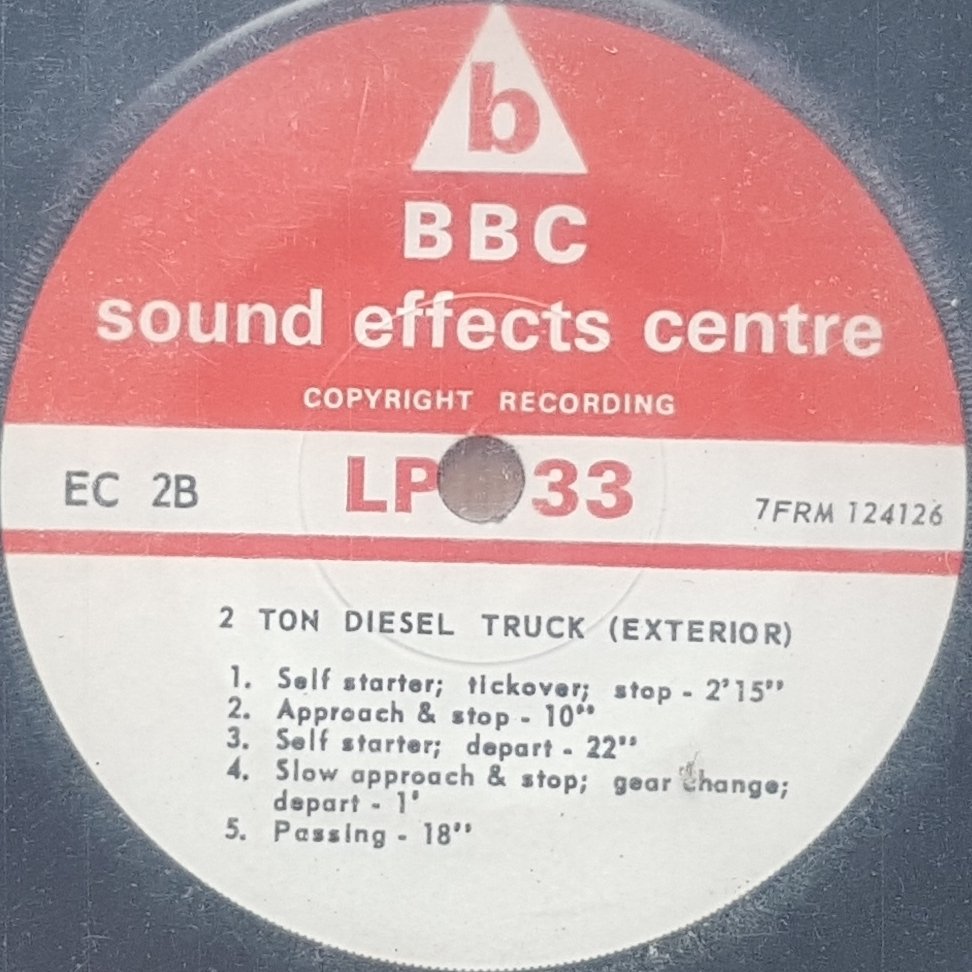 b
BBC
sound effects centre
COPYRIGHT RECORDING
EC 2B LP 33 7FRM 124126
2 TON DIESEL TRUCK (EXTERIOR)
1. Self starter; tickover; stop - 2'15''
2. Approach & stop - 10''
3. Self starter; depart - 22''
4. Slow approach & stop; gear change;
depart - 1'
5. Passing - 18''